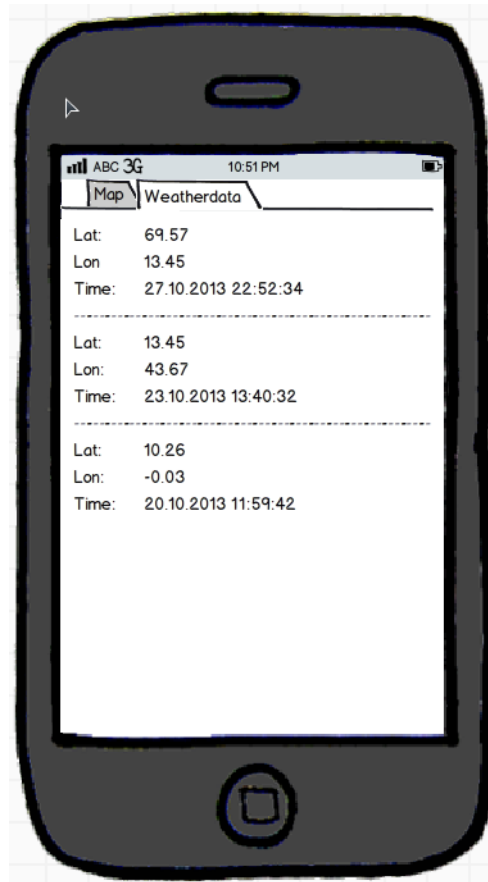 ABC 3G 10:51 PM
Map Weatherdata
Lat: 69.57
Lon 13.45
Time: 27.10.2013 22:52:34
Lat: 13.45
Lon: 43.67
Time: 23.10.2013 13:40:32
Lat: 10.26
Lon: -0.03
Time: 20.10.2013 11:59:42